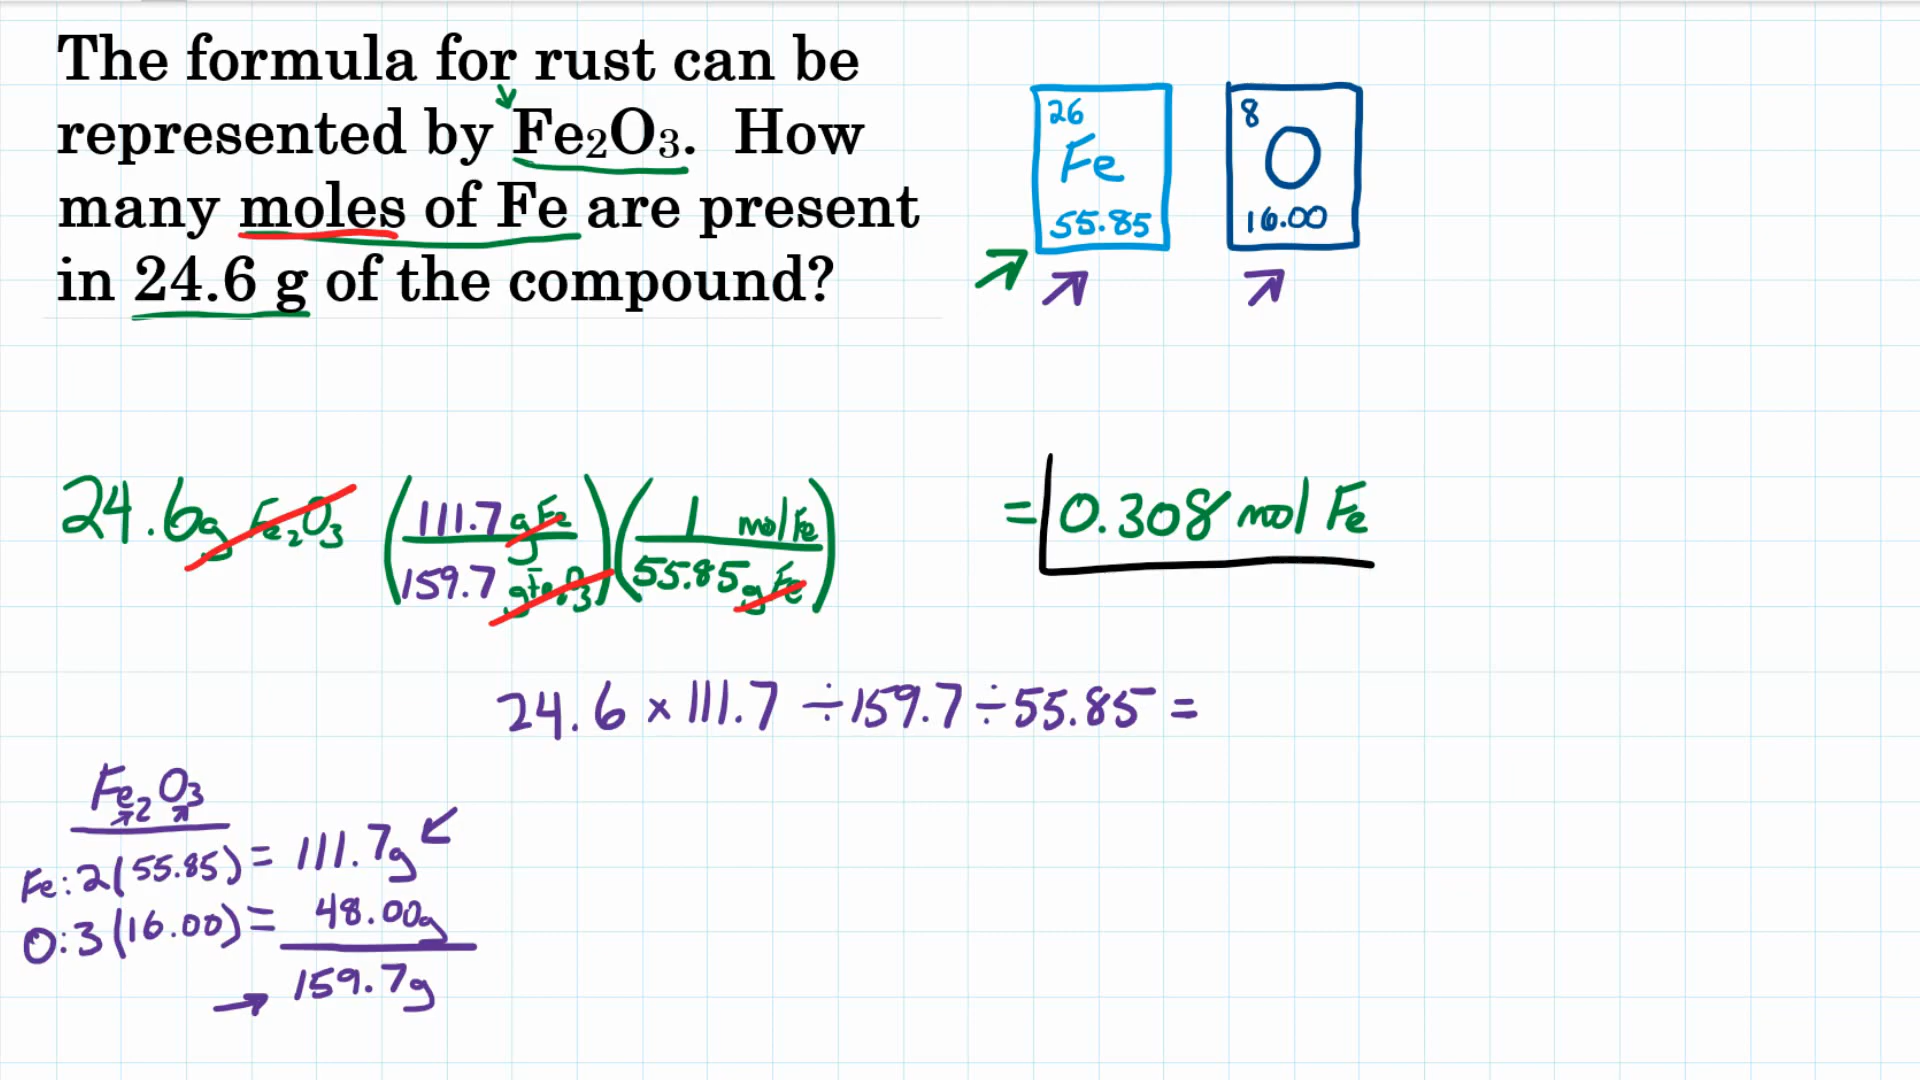 The formula for rust can be
represented by Fe₂O₃. How
many moles of Fe are present
in 24.6 g of the compound?
26
Fe
55.85
8
O
16.00
24.6g Fe₂O₃ (111.7 g Fe / 159.7 g Fe₂O₃) (1 mol Fe / 55.85 g Fe) = 0.308 mol Fe
24.6 × 111.7 ÷ 159.7 ÷ 55.85 =
Fe₂O₃
Fe: 2(55.85) = 111.7g
O: 3(16.00) = 48.00g
159.7g